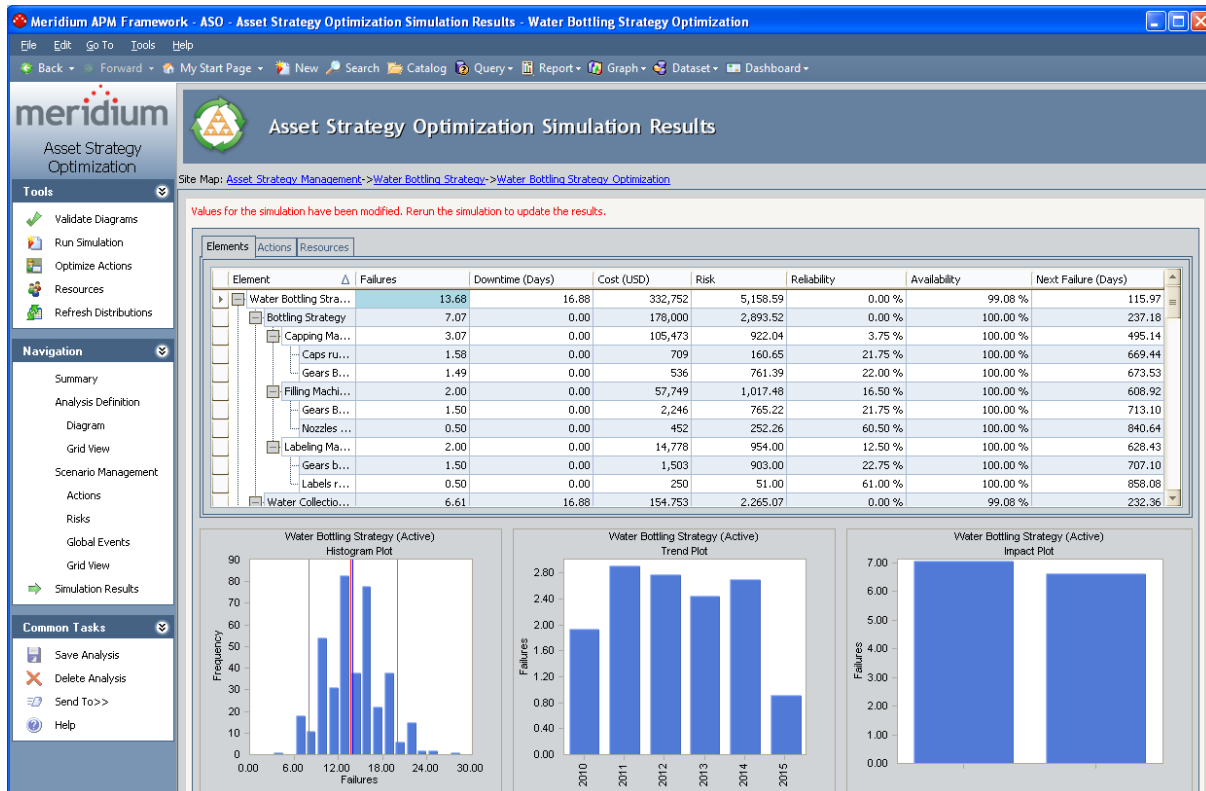 Meridium APM Framework - ASO - Asset Strategy Optimization Simulation Results - Water Bottling Strategy Optimization
File Edit Go To Tools Help
Back Forward My Start Page New Search Catalog Query Report Graph Dataset Dashboard
meridium
Asset Strategy
Optimization
Tools
Validate Diagrams
Run Simulation
Optimize Actions
Resources
Refresh Distributions
Navigation
Summary
Analysis Definition
Diagram
Grid View
Scenario Management
Actions
Risks
Global Events
Grid View
Simulation Results
Common Tasks
Save Analysis
Delete Analysis
Send To>>
Help
Asset Strategy Optimization Simulation Results
Site Map: Asset Strategy Management->Water Bottling Strategy->Water Bottling Strategy Optimization
Values for the simulation have been modified. Rerun the simulation to update the results.
Elements Actions Resources
Element Failures Downtime (Days) Cost (USD) Risk Reliability Availability Next Failure (Days)
Water Bottling Stra... 13.68 16.88 332,752 5,158.59 0.00 % 99.08 % 115.97
Bottling Strategy 7.07 0.00 178,000 2,893.52 0.00 % 100.00 % 237.18
Capping Ma... 3.07 0.00 105,473 922.04 3.75 % 100.00 % 495.14
Caps ru... 1.58 0.00 709 160.65 21.75 % 100.00 % 669.44
Gears B... 1.49 0.00 536 761.39 22.00 % 100.00 % 673.53
Filling Machi... 2.00 0.00 57,749 1,017.48 16.50 % 100.00 % 608.92
Gears B... 1.50 0.00 2,246 765.22 21.75 % 100.00 % 713.10
Nozzles ... 0.50 0.00 452 252.26 60.50 % 100.00 % 840.64
Labeling Ma... 2.00 0.00 14,778 954.00 12.50 % 100.00 % 628.43
Gears b... 1.50 0.00 1,503 903.00 22.75 % 100.00 % 707.10
Labels r... 0.50 0.00 250 51.00 61.00 % 100.00 % 858.08
Water Collectio... 6.61 16.88 154,753 2,265.07 0.00 % 99.08 % 232.36
Water Bottling Strategy (Active)
Histogram Plot
Frequency
90
80
70
60
50
40
30
20
10
0
0.00 6.00 12.00 18.00 24.00 30.00
Failures
Water Bottling Strategy (Active)
Trend Plot
Failures
2.80
2.40
2.00
1.60
1.20
0.80
0.40
0.00
2010 2011 2012 2013 2014 2015
Water Bottling Strategy (Active)
Impact Plot
Failures
7.00
6.00
5.00
4.00
3.00
2.00
1.00
0.00